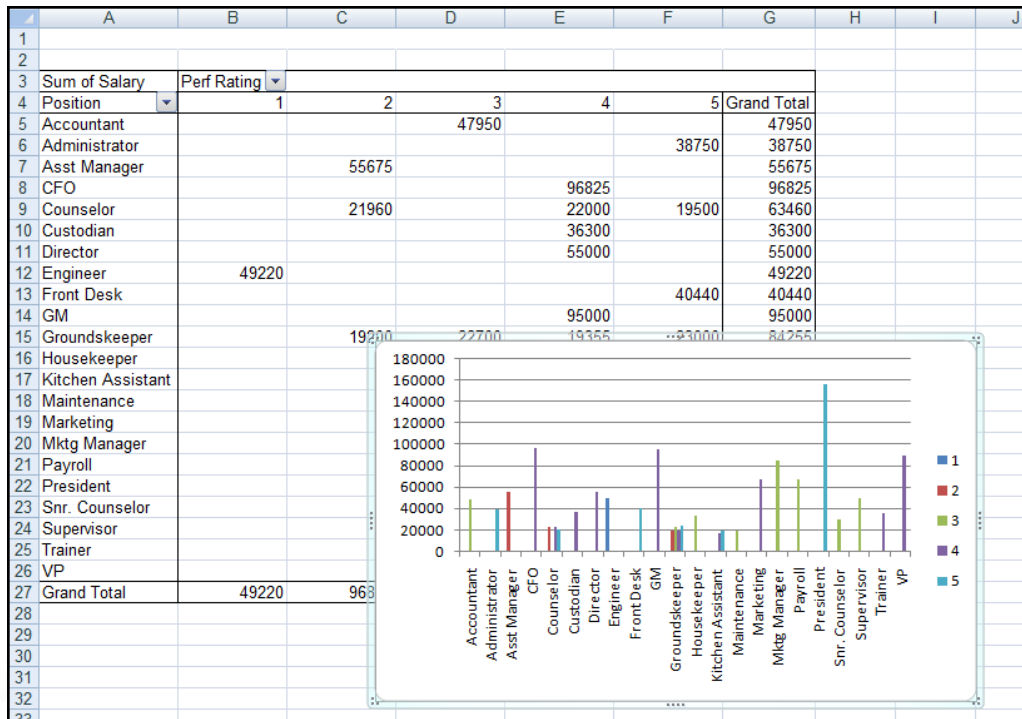 A B C D E F G H I J
1
2
3 Sum of Salary Perf Rating
4 Position 1 2 3 4 5 Grand Total
5 Accountant 47950 47950
6 Administrator 38750 38750
7 Asst Manager 55675 55675
8 CFO 96825 96825
9 Counselor 21960 22000 19500 63460
10 Custodian 36300 36300
11 Director 55000 55000
12 Engineer 49220 49220
13 Front Desk 40440 40440
14 GM 95000 95000
15 Groundskeeper 19200 22700 19355 23000 84255
16 Housekeeper
17 Kitchen Assistant
18 Maintenance
19 Marketing
20 Mktg Manager
21 Payroll
22 President
23 Snr. Counselor
24 Supervisor
25 Trainer
26 VP
27 Grand Total 49220 968
28
29
30
31
32
33
180000
160000
140000
120000
100000
80000
60000
40000
20000
0
Accountant
Administrator
Asst Manager
CFO
Counselor
Custodian
Director
Engineer
Front Desk
GM
Groundskeeper
Housekeeper
Kitchen Assistant
Maintenance
Marketing
Mktg Manager
Payroll
President
Snr. Counselor
Supervisor
Trainer
VP
1
2
3
4
5